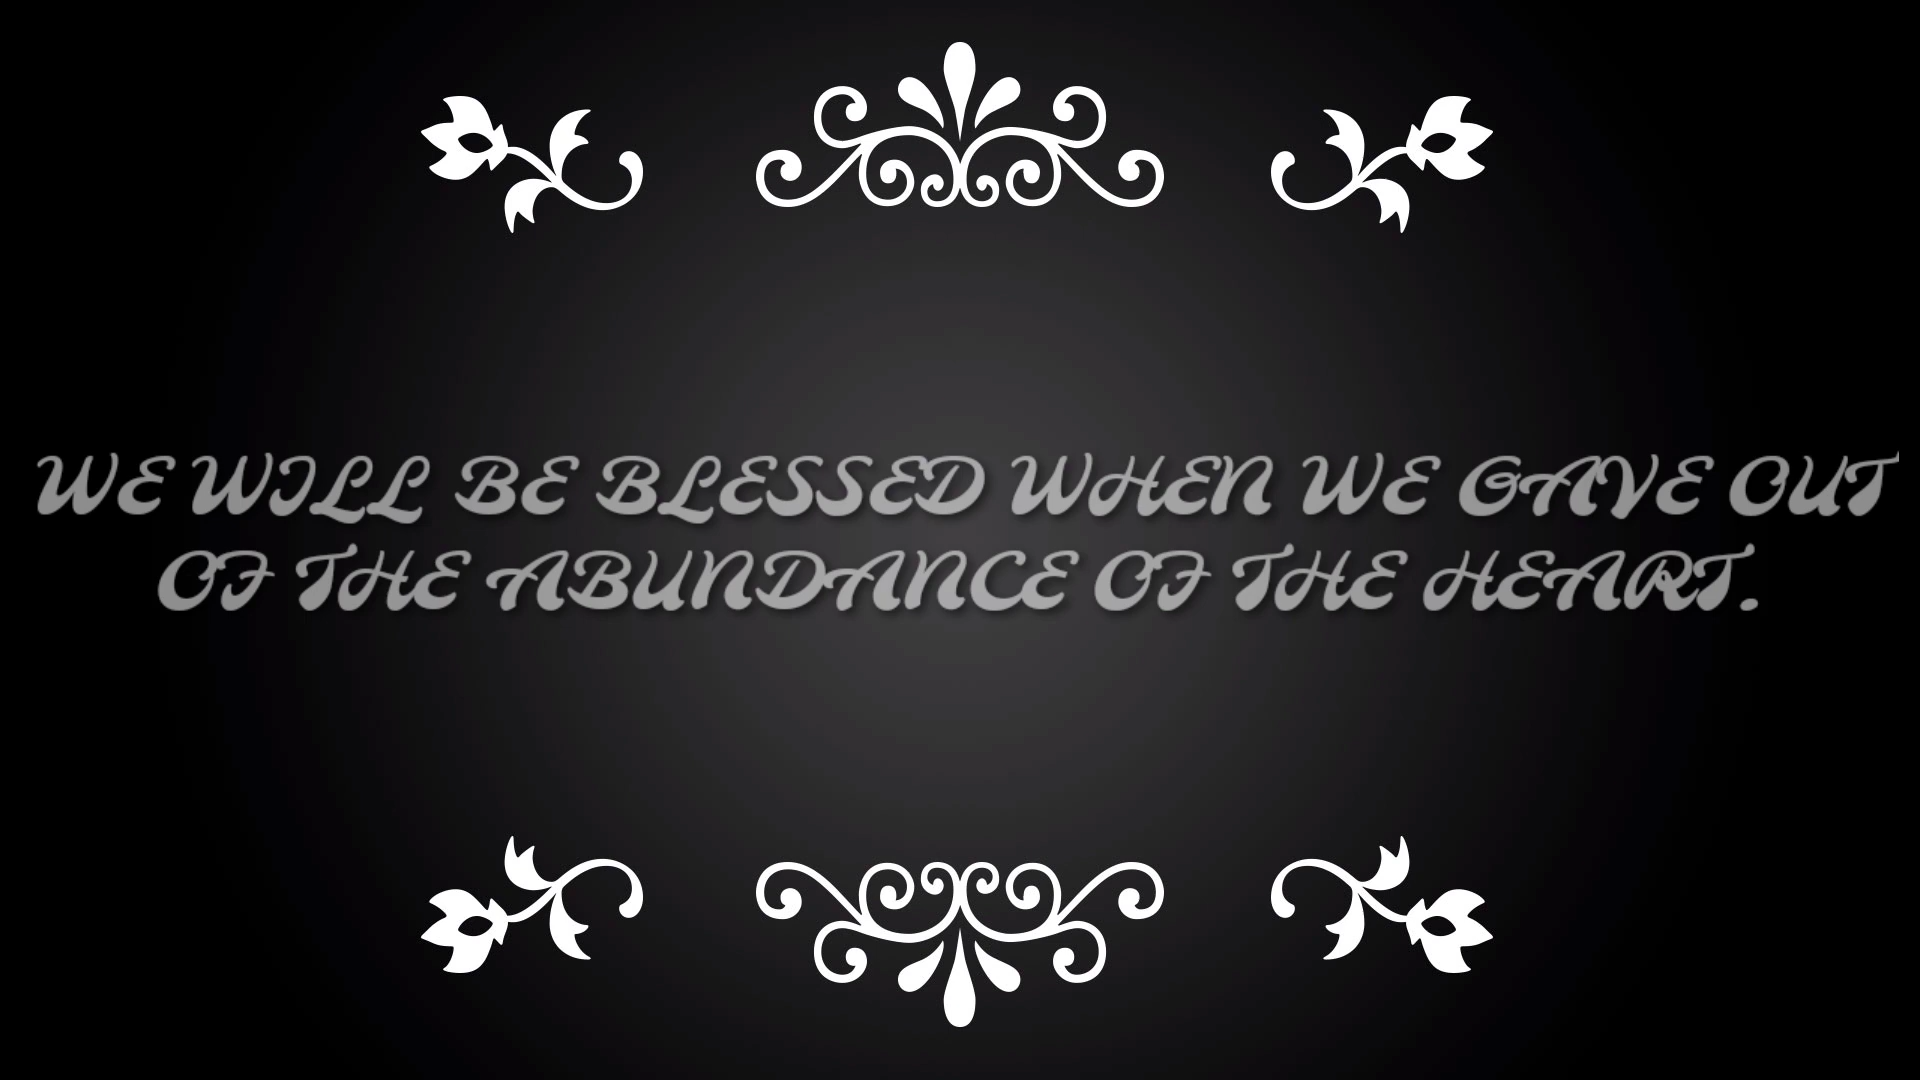 WE WILL BE BLESSED WHEN WE GAVE OUT
OF THE ABUNDANCE OF THE HEART.